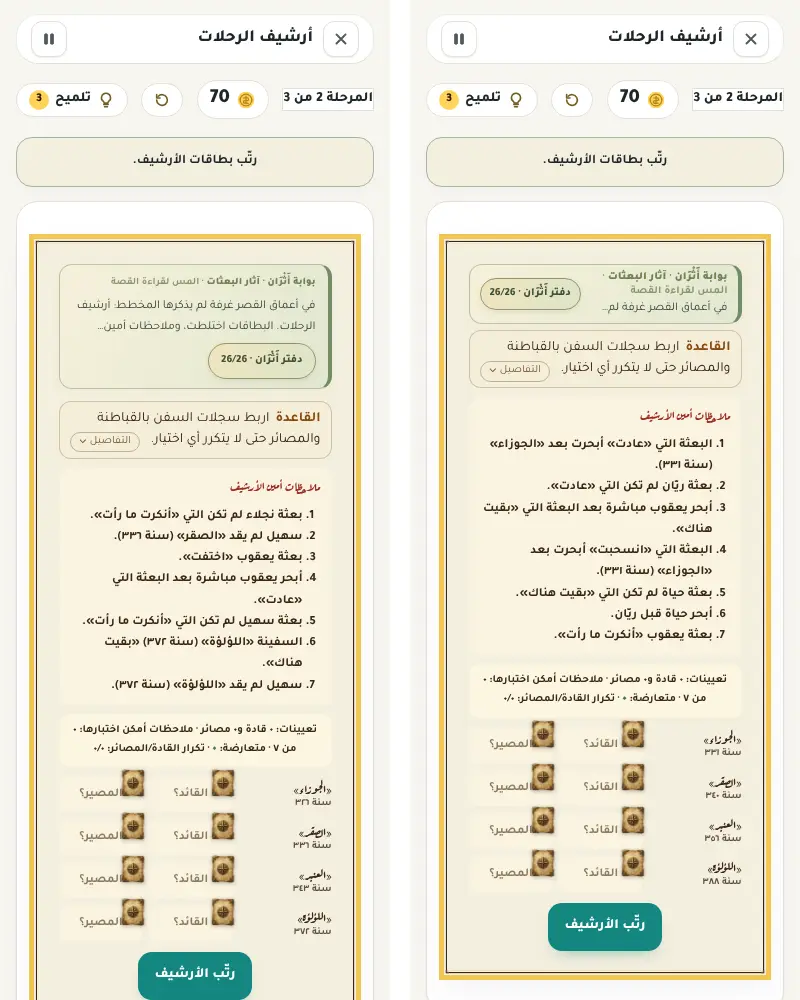 أرشيف الرحلات
المرحلة 2 من 3
70
تلميح 3
رتّب بطاقات الأرشيف.
بوابة أَثْرَان · آثار البعثات ·
المس لقراءة القصة
في أعماق القصر غرفة لم…
دفتر أَثْرَان · 26/26
القاعدة اربط سجلات السفن بالقباطنة
والمصائر حتى لا يتكرر أي اختيار.
التفاصيل
ملاحظات أمين الأرشيف
1. البعثة التي «عادت» أبحرت بعد «الجوزاء»
(سنة ٣٣١).
2. بعثة ريّان لم تكن التي «عادت».
3. أبحر يعقوب مباشرة بعد البعثة التي «بقيت
هناك».
4. البعثة التي «انسحبت» أبحرت بعد
«الجوزاء» (سنة ٣٣١).
5. بعثة حياة لم تكن التي «بقيت هناك».
6. أبحر حياة قبل ريّان.
7. بعثة يعقوب «أنكرت ما رأت».
تعيينات: ٠ قادة و٠ مصائر · ملاحظات أمكن اختبارها: ٠
من ٧ · متعارضة: ٠ · تكرار القادة/المصائر: ٠/٠
«الجوزاء»
سنة ٣٣١
القائد؟
المصير؟
«الصقر»
سنة ٣٤٠
القائد؟
المصير؟
«العنبر»
سنة ٣٥٦
القائد؟
المصير؟
«اللؤلؤة»
سنة ٣٨٨
القائد؟
المصير؟
رتّب الأرشيف
أرشيف الرحلات
المرحلة 2 من 3
70
تلميح 3
رتّب بطاقات الأرشيف.
بوابة أَثْرَان · آثار البعثات · المس لقراءة القصة
في أعماق القصر غرفة لم يذكرها المخطط: أرشيف
الرحلات. البطاقات اختلطت، وملاحظات أمين…
دفتر أَثْرَان · 26/26
القاعدة اربط سجلات السفن بالقباطنة
والمصائر حتى لا يتكرر أي اختيار.
التفاصيل
ملاحظات أمين الأرشيف
1. بعثة نجلاء لم تكن التي «أنكرت ما رأت».
2. سهيل لم يقد «الصقر» (سنة ٣٣٦).
3. بعثة يعقوب «اختفت».
4. أبحر يعقوب مباشرة بعد البعثة التي
«عادت».
5. بعثة سهيل لم تكن التي «أنكرت ما رأت».
6. السفينة «اللؤلؤة» (سنة ٣٧٢) «بقيت
هناك».
7. سهيل لم يقد «اللؤلؤة» (سنة ٣٧٢).
تعيينات: ٠ قادة و٠ مصائر · ملاحظات أمكن اختبارها: ٠
من ٧ · متعارضة: ٠ · تكرار القادة/المصائر: ٠/٠
«الجوزاء»
سنة ٣٢٦
القائد؟
المصير؟
«الصقر»
سنة ٣٣٦
القائد؟
المصير؟
«العنبر»
سنة ٣٤٣
القائد؟
المصير؟
«اللؤلؤة»
سنة ٣٧٢
القائد؟
المصير؟
رتّب الأرشيف